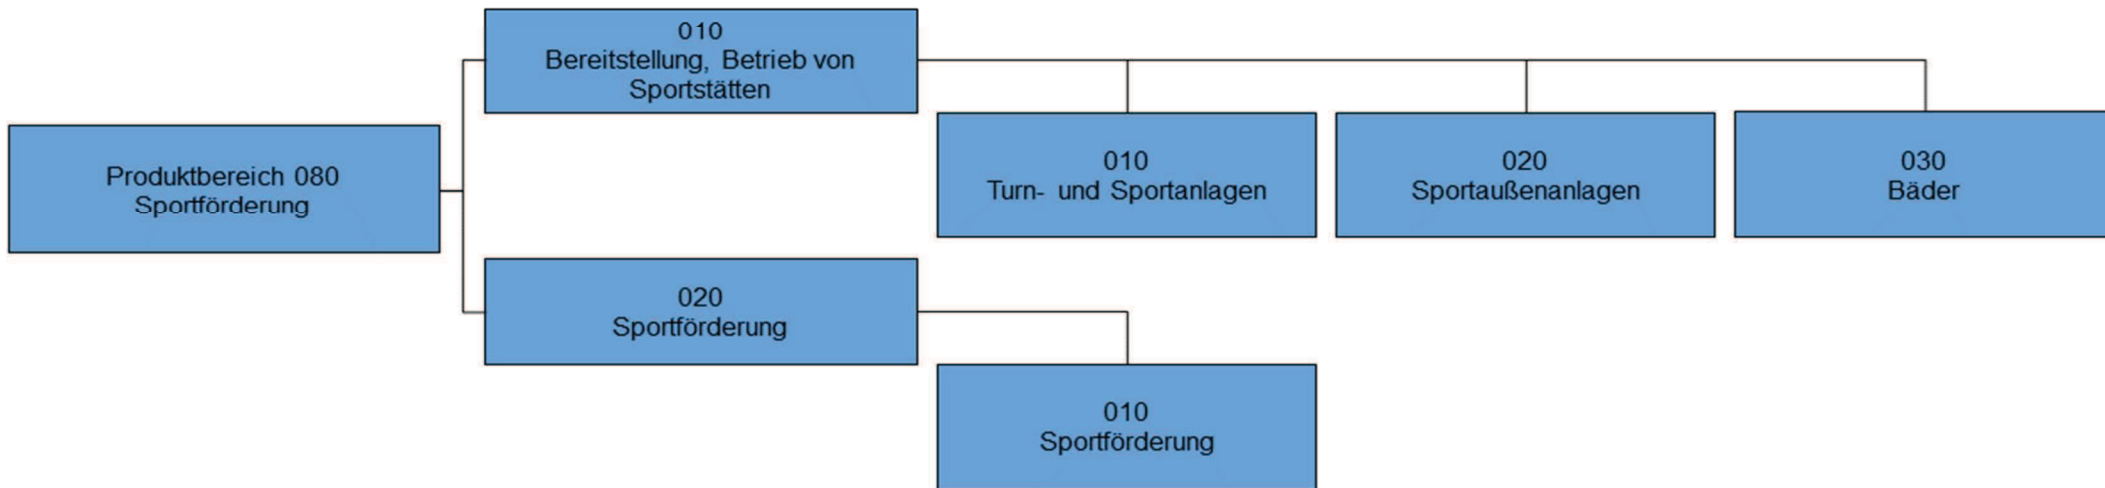 010
Bereitstellung, Betrieb von
Sportstätten
Produktbereich 080
Sportförderung
010
Turn- und Sportanlagen
020
Sportaußenanlagen
030
Bäder
020
Sportförderung
010
Sportförderung